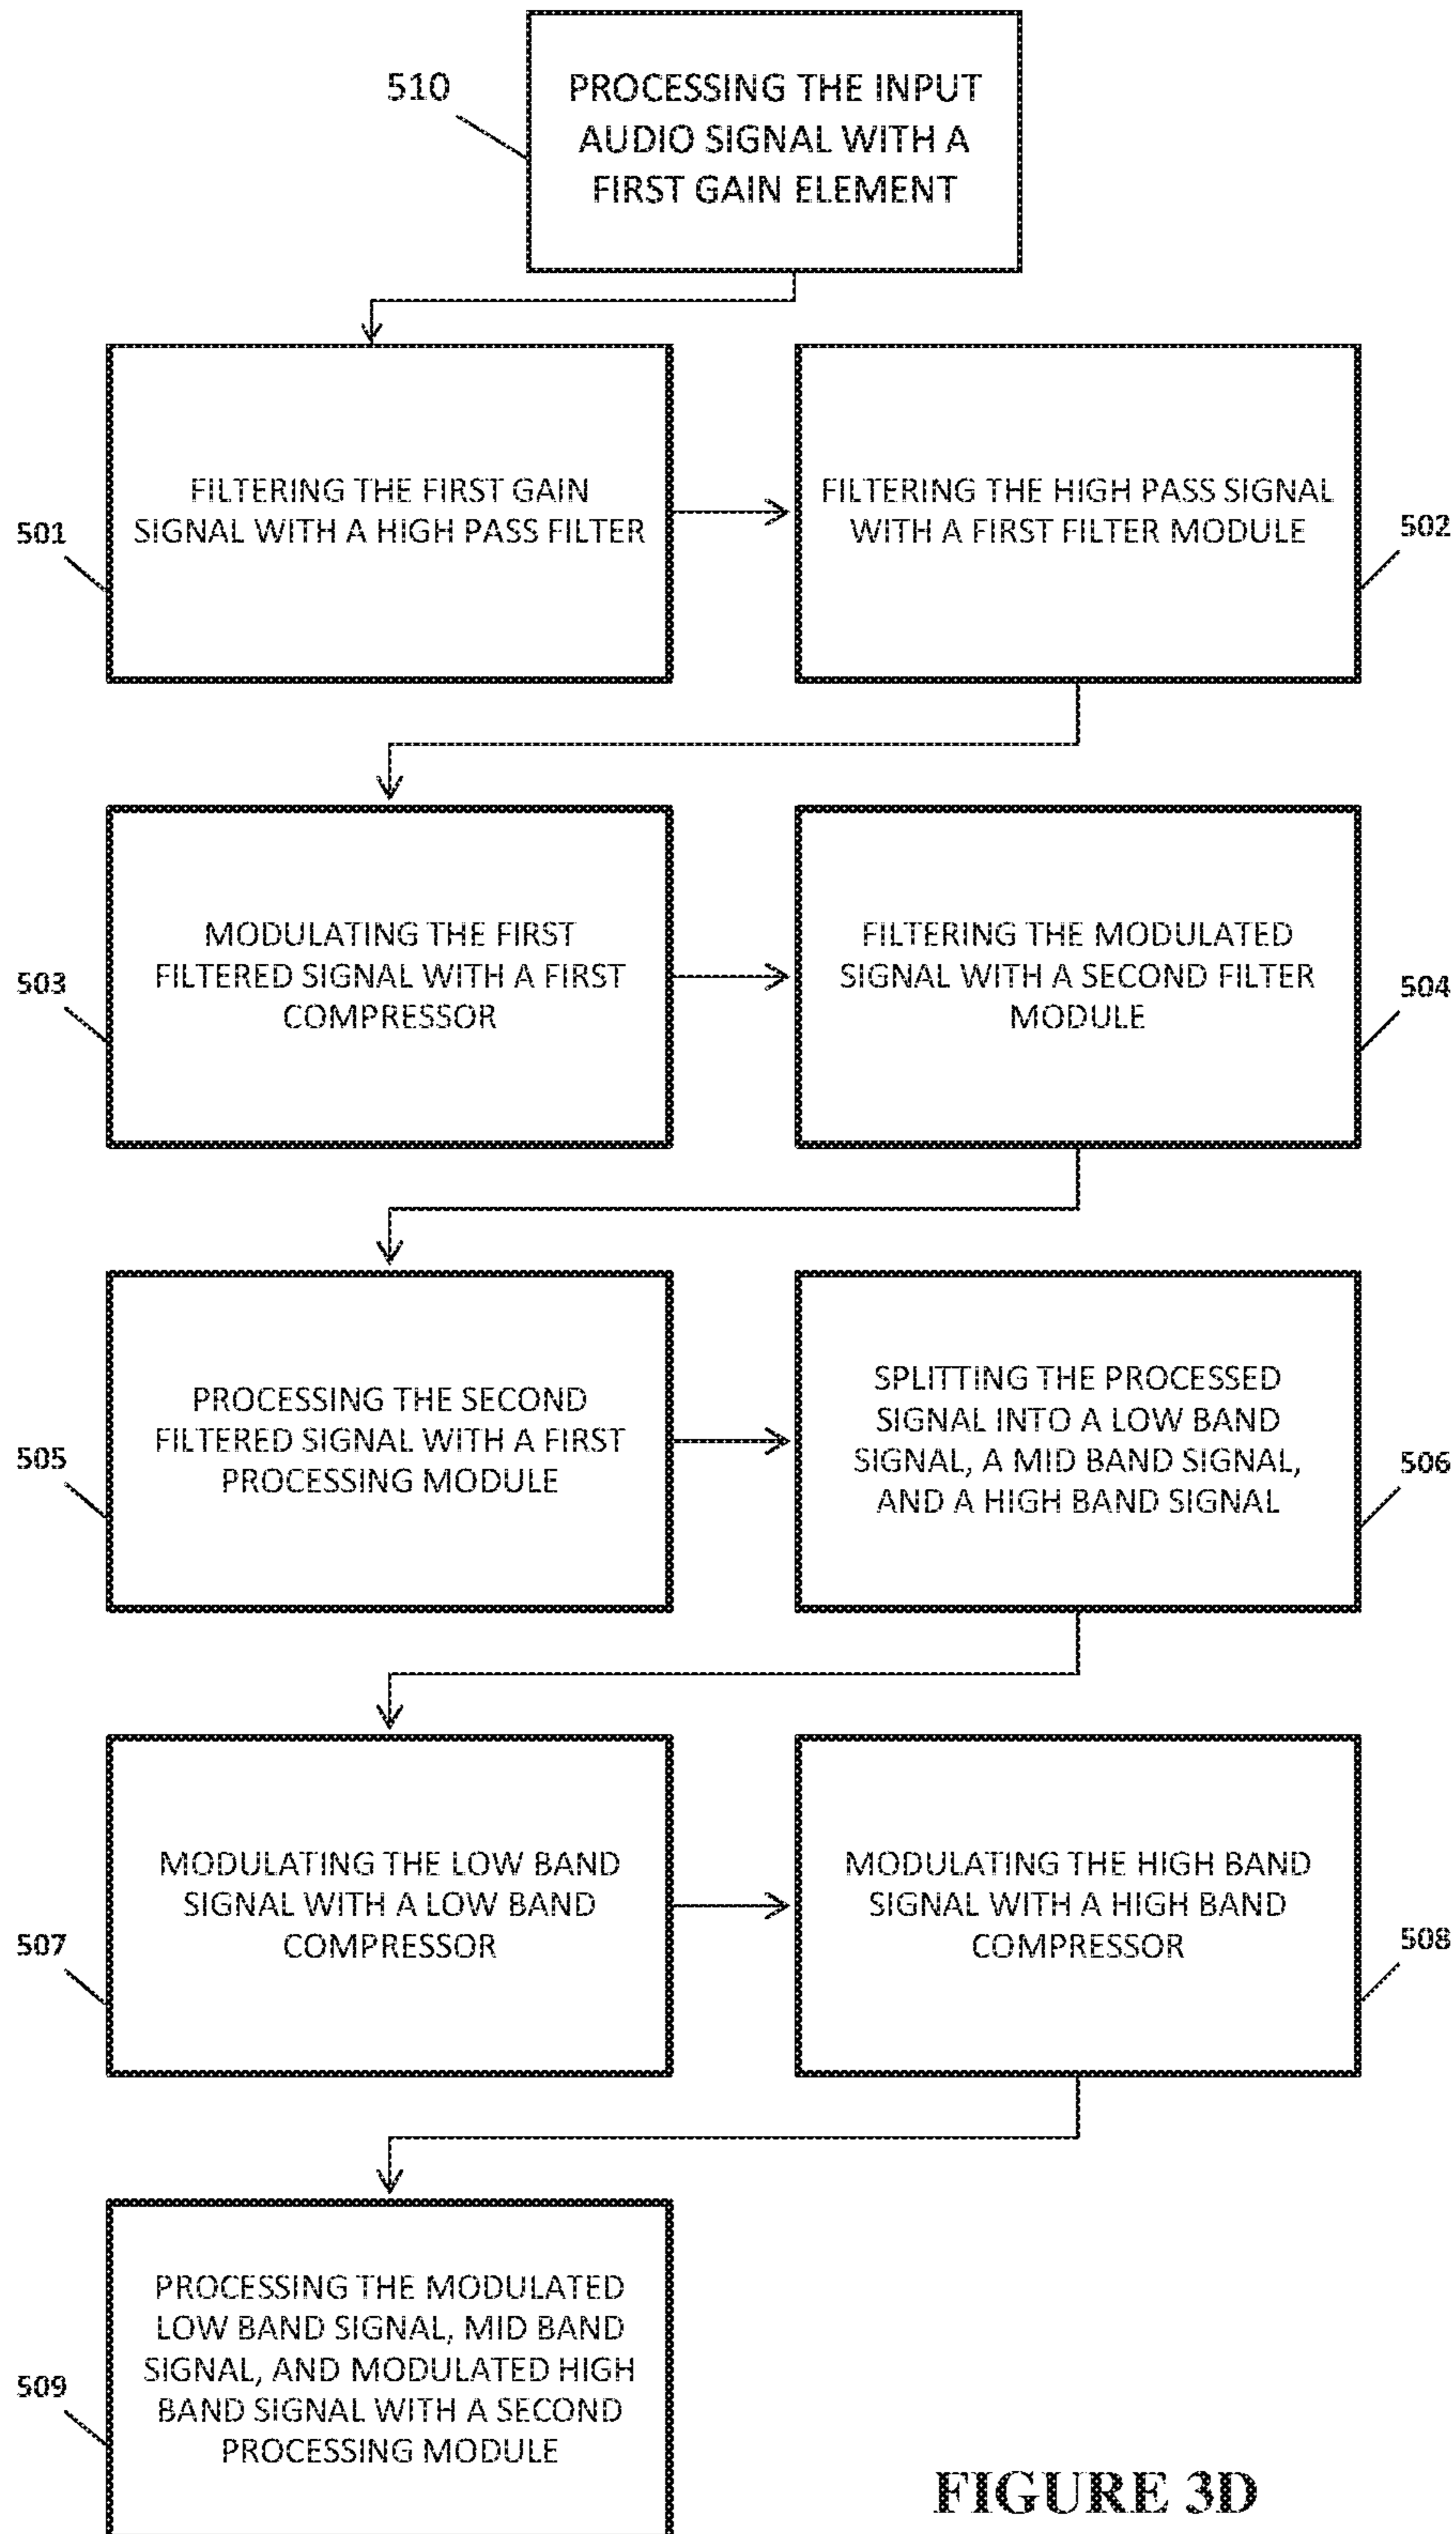 510
PROCESSING THE INPUT
AUDIO SIGNAL WITH A
FIRST GAIN ELEMENT
501
FILTERING THE FIRST GAIN
SIGNAL WITH A HIGH PASS FILTER
FILTERING THE HIGH PASS SIGNAL
WITH A FIRST FILTER MODULE
502
503
MODULATING THE FIRST
FILTERED SIGNAL WITH A FIRST
COMPRESSOR
FILTERING THE MODULATED
SIGNAL WITH A SECOND FILTER
MODULE
504
505
PROCESSING THE SECOND
FILTERED SIGNAL WITH A FIRST
PROCESSING MODULE
SPLITTING THE PROCESSED
SIGNAL INTO A LOW BAND
SIGNAL, A MID BAND SIGNAL,
AND A HIGH BAND SIGNAL
506
507
MODULATING THE LOW BAND
SIGNAL WITH A LOW BAND
COMPRESSOR
MODULATING THE HIGH BAND
SIGNAL WITH A HIGH BAND
COMPRESSOR
508
509
PROCESSING THE MODULATED
LOW BAND SIGNAL, MID BAND
SIGNAL, AND MODULATED HIGH
BAND SIGNAL WITH A SECOND
PROCESSING MODULE
FIGURE 3D